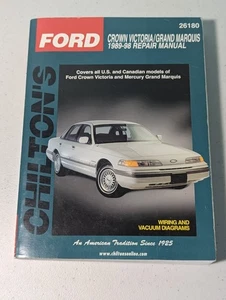 26180
FORD
CROWN VICTORIA/GRAND MARQUIS
1989-98 REPAIR MANUAL
Covers all U.S. and Canadian models of
Ford Crown Victoria and Mercury Grand Marquis
CHILTON'S
WIRING AND
VACUUM DIAGRAMS
An American Tradition Since 1925
www.chiltonsonline.com